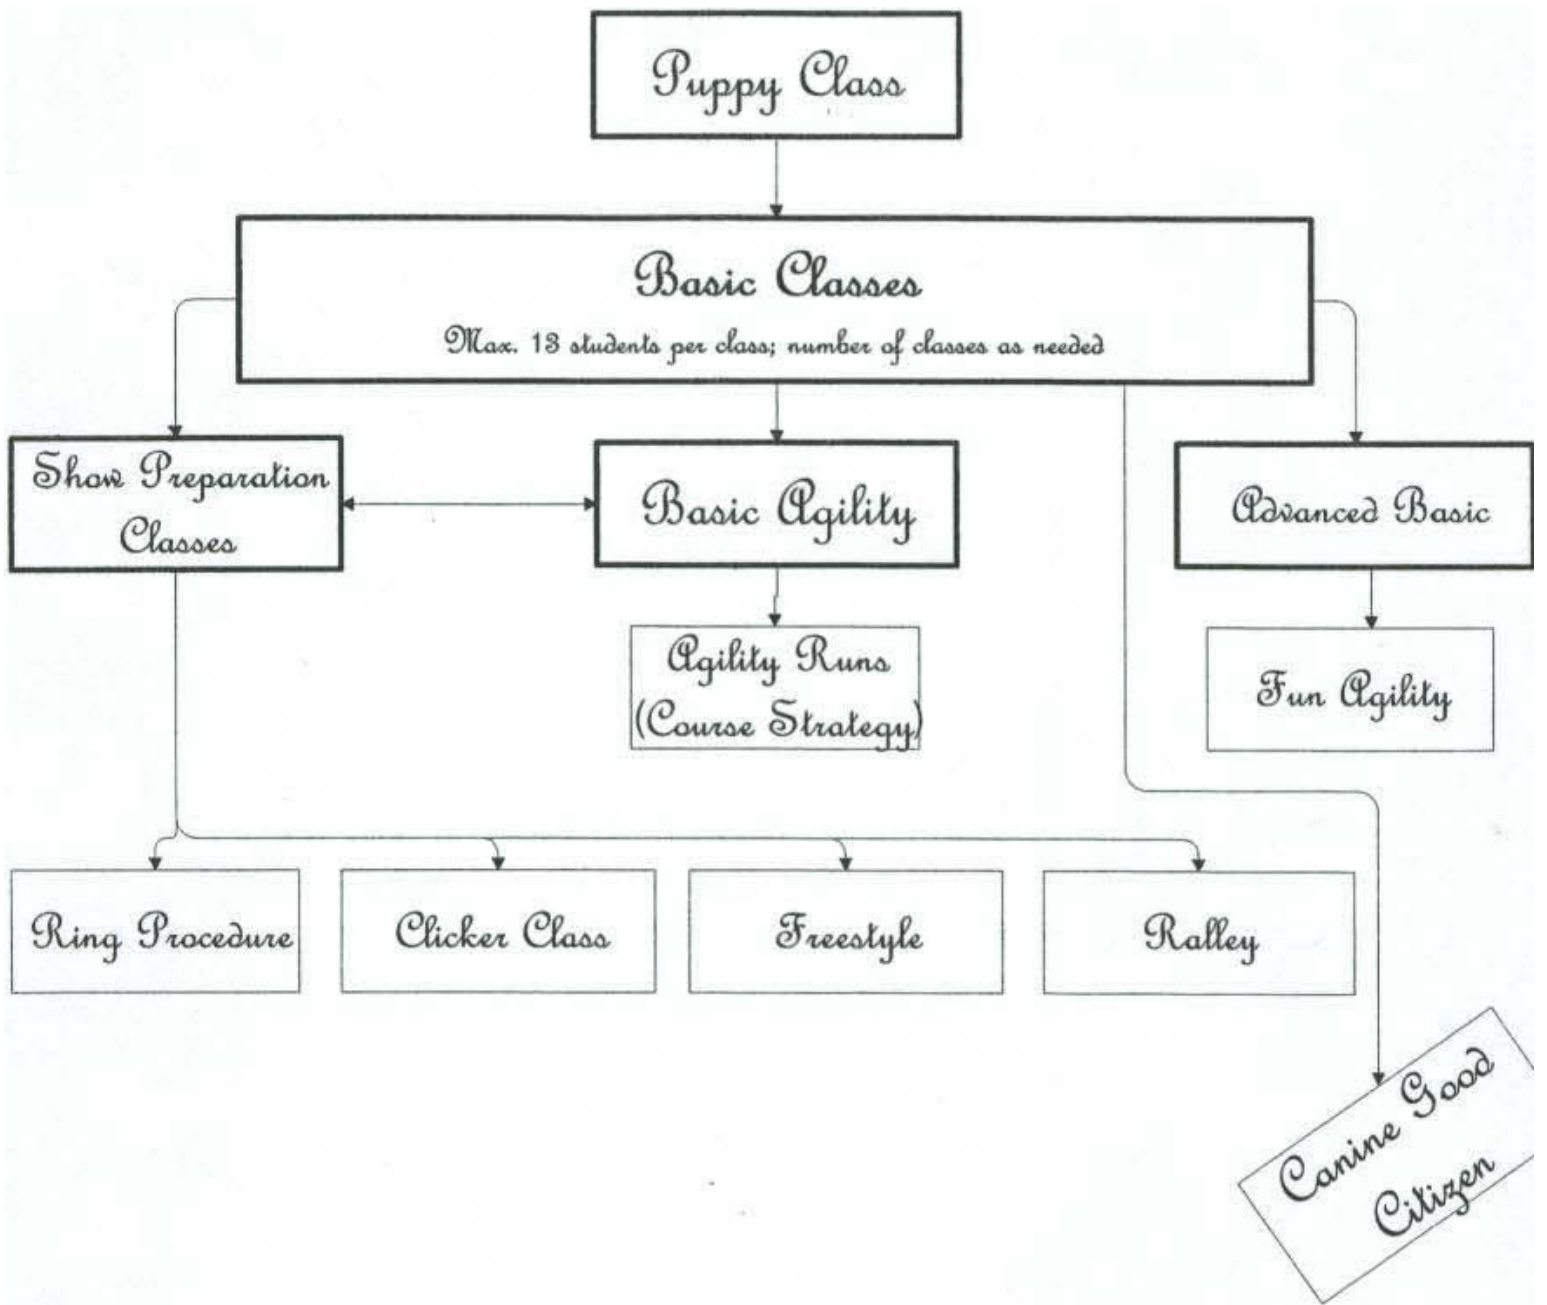 Puppy Class
Basic Classes
Max. 13 students per class; number of classes as needed
Show Preparation
Classes
Basic Agility
Advanced Basic
Agility Runs
(Course Strategy)
Fun Agility
Ring Procedure
Clicker Class
Freestyle
Ralley
Canine Good
Citizen